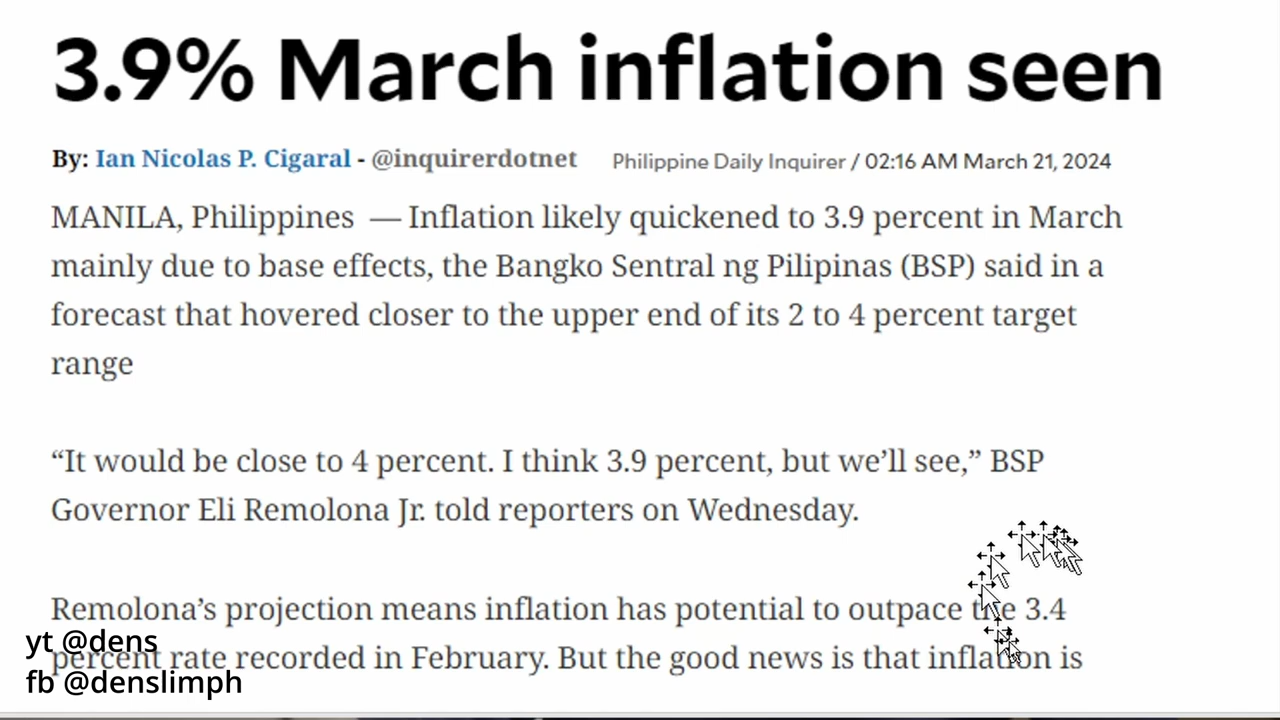 3.9% March inflation seen
By: Ian Nicolas P. Cigaral - @inquirerdotnet Philippine Daily Inquirer / 02:16 AM March 21, 2024
MANILA, Philippines — Inflation likely quickened to 3.9 percent in March
mainly due to base effects, the Bangko Sentral ng Pilipinas (BSP) said in a
forecast that hovered closer to the upper end of its 2 to 4 percent target
range
“It would be close to 4 percent. I think 3.9 percent, but we’ll see,” BSP
Governor Eli Remolona Jr. told reporters on Wednesday.
Remolona’s projection means inflation has potential to outpace the 3.4
percent rate recorded in February. But the good news is that inflation is
yt @dens
fb @denslimph